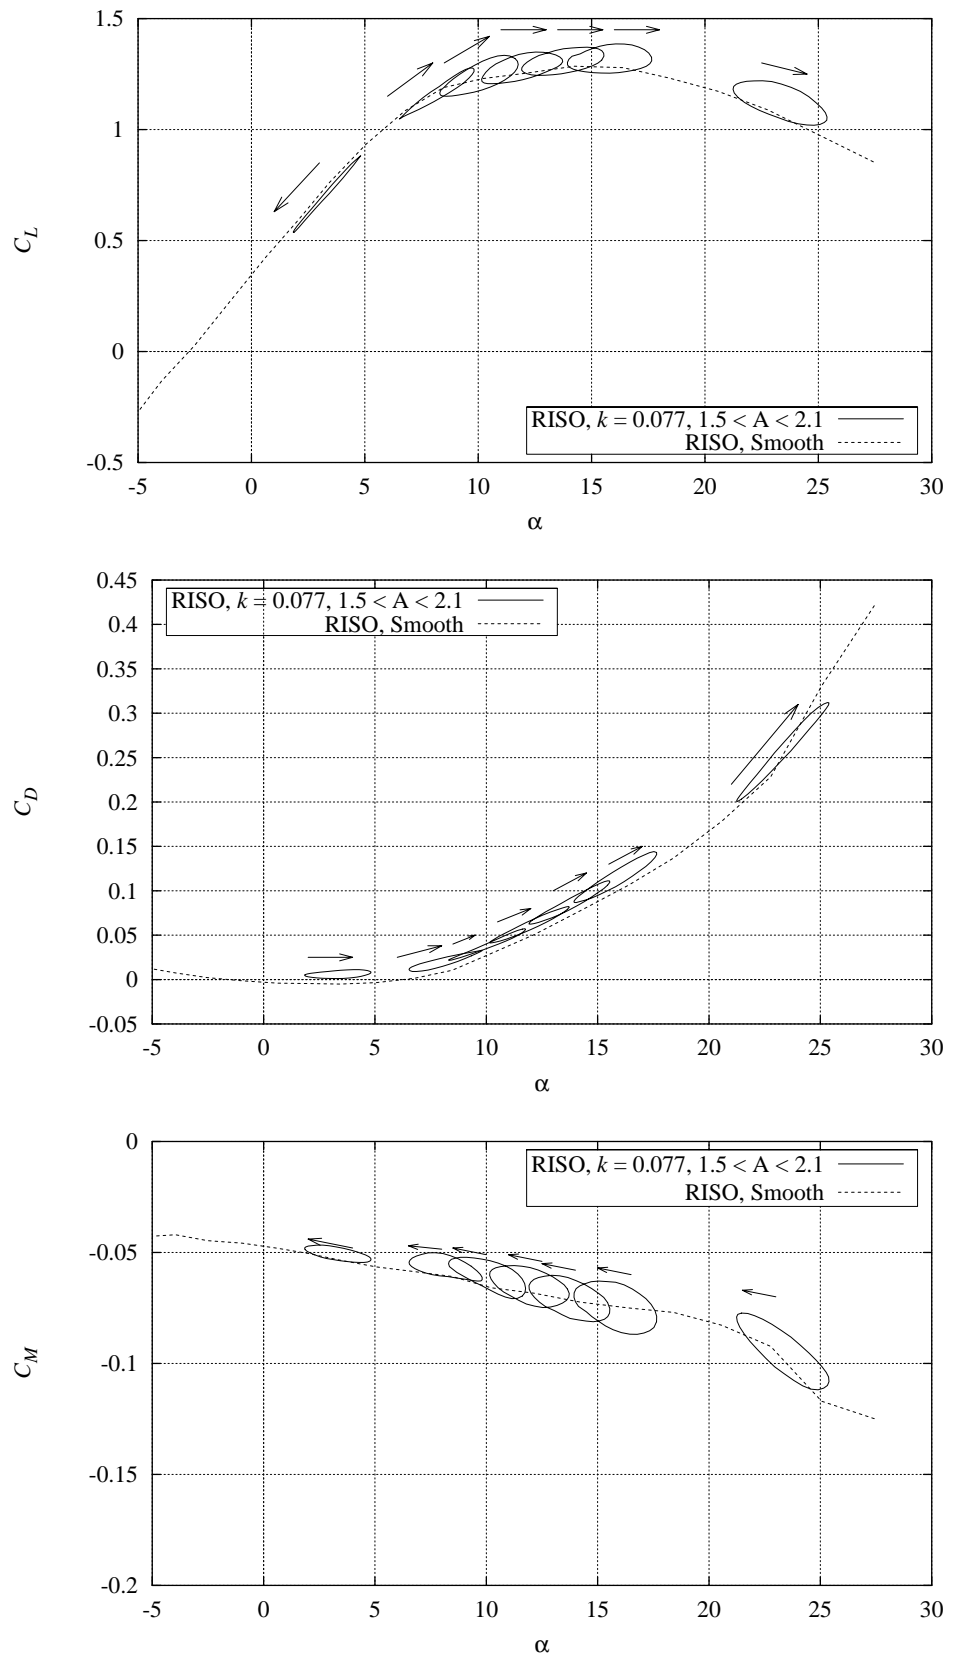 1.5
1
0.5
0
-0.5
C_L
RISO, k = 0.077, 1.5 < A < 2.1
RISO, Smooth
-5 0 5 10 15 20 25 30
α
0.45
0.4
0.35
0.3
0.25
0.2
0.15
0.1
0.05
0
-0.05
C_D
RISO, k = 0.077, 1.5 < A < 2.1
RISO, Smooth
-5 0 5 10 15 20 25 30
α
0
-0.05
-0.1
-0.15
-0.2
C_M
RISO, k = 0.077, 1.5 < A < 2.1
RISO, Smooth
-5 0 5 10 15 20 25 30
α